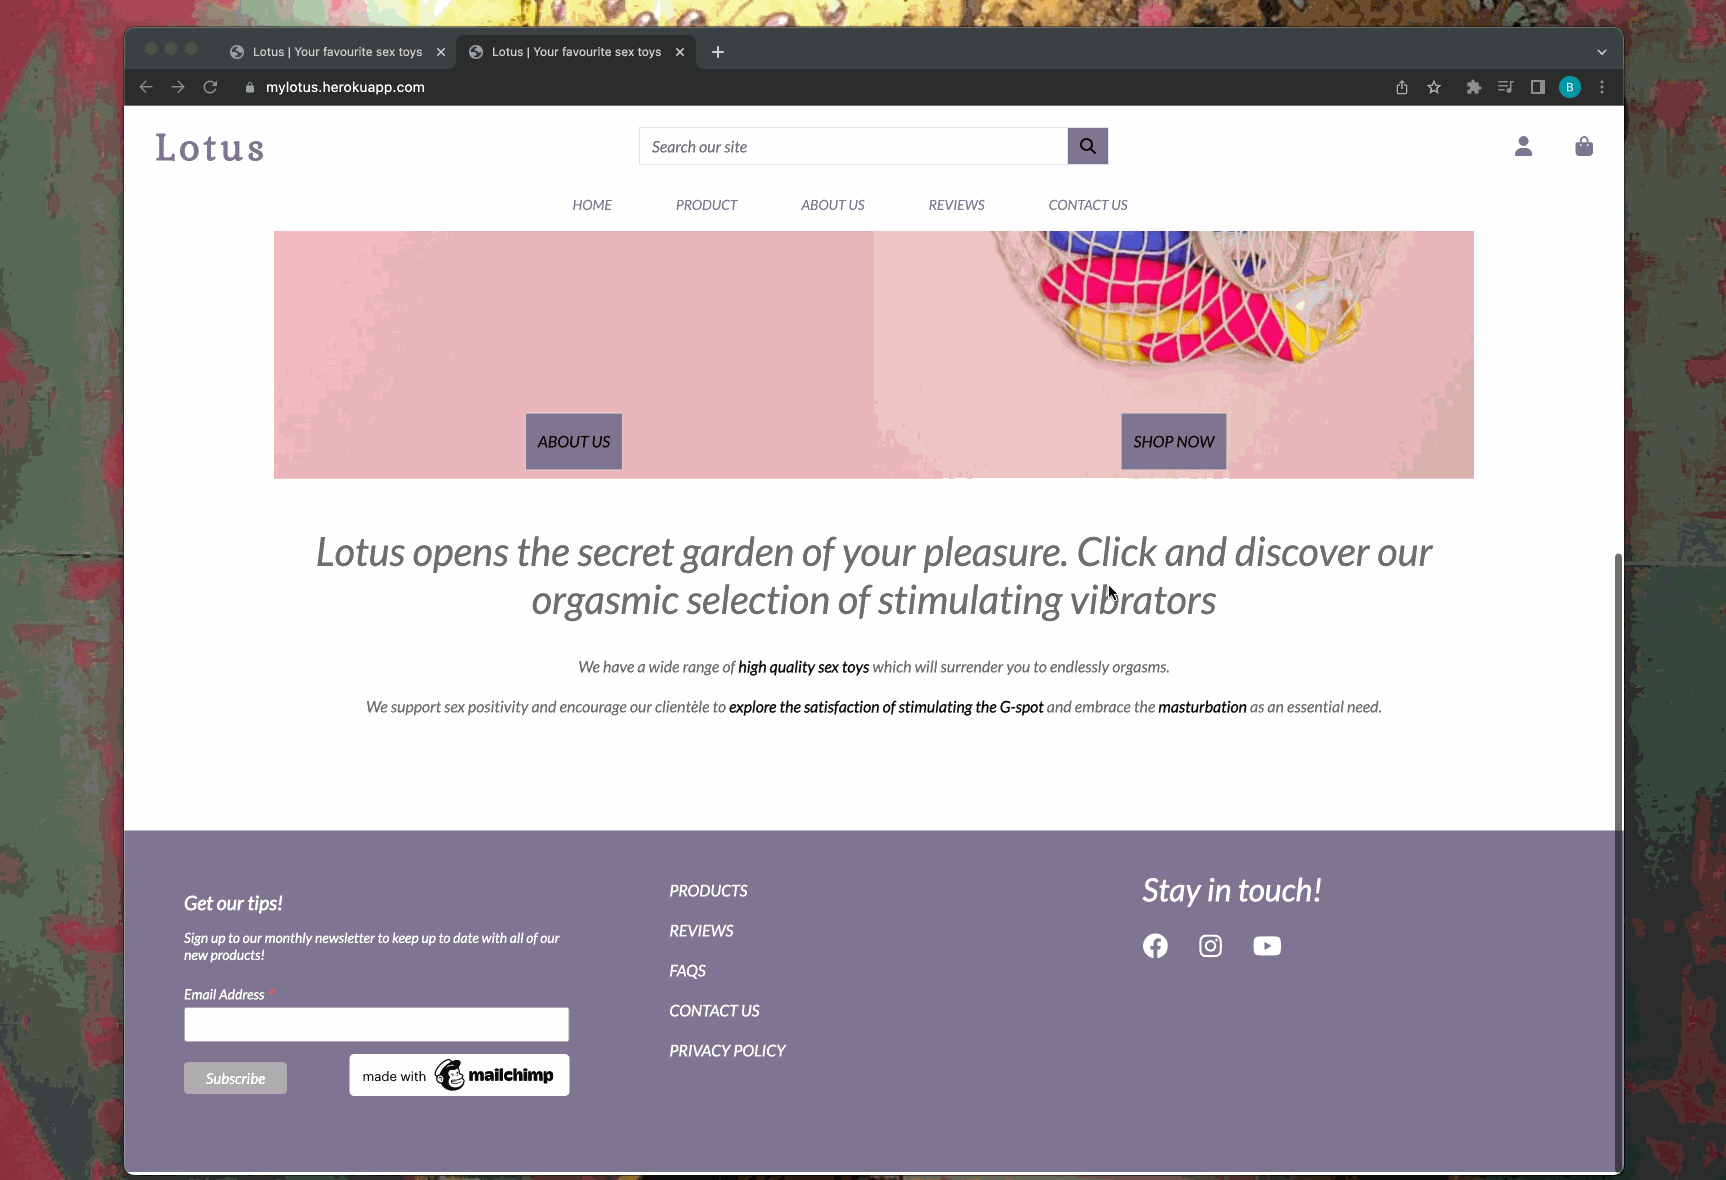 Lotus | Your favourite sex toys
Lotus | Your favourite sex toys
mylotus.herokuapp.com
B
Lotus
Search our site
HOME
PRODUCT
ABOUT US
REVIEWS
CONTACT US
ABOUT US
SHOP NOW
Lotus opens the secret garden of your pleasure. Click and discover our
orgasmic selection of stimulating vibrators
We have a wide range of high quality sex toys which will surrender you to endlessly orgasms.
We support sex positivity and encourage our clientèle to explore the satisfaction of stimulating the G-spot and embrace the masturbation as an essential need.
Get our tips!
Sign up to our monthly newsletter to keep up to date with all of our
new products!
Email Address *
Subscribe
made with mailchimp
PRODUCTS
REVIEWS
FAQS
CONTACT US
PRIVACY POLICY
Stay in touch!